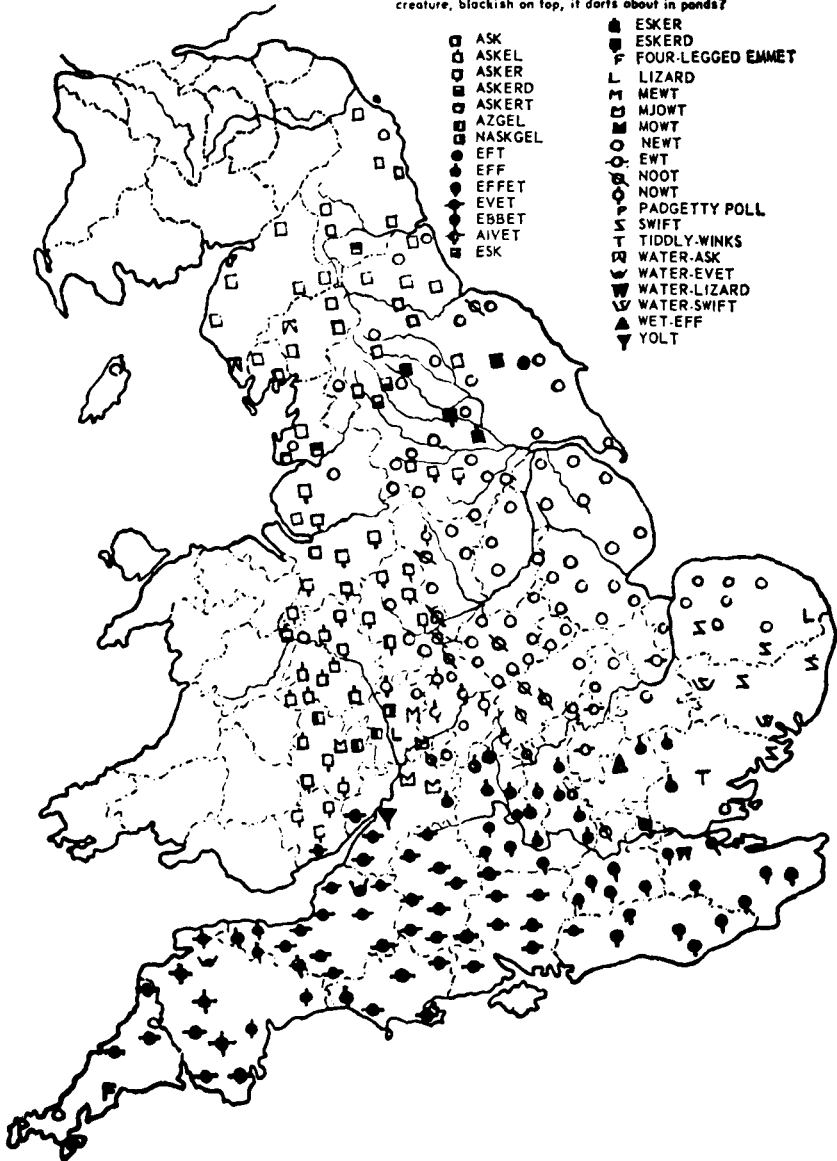 creature, blackish on top, it darts about in ponds?
ASK
ASKEL
ASKER
ASKERD
ASKERT
AZGEL
NASKGEL
EFT
EFF
EFFET
EVET
EBBET
AIVET
ESK
ESKER
ESKERD
F FOUR-LEGGED EMMET
L LIZARD
M MEWT
MJOWT
MOWT
NEWT
EWT
NOOT
NOWT
P PADGETTY POLL
S SWIFT
T TIDDLY-WINKS
WATER-ASK
WATER-EVET
WATER-LIZARD
WATER-SWIFT
WET-EFF
YOLT
L
M
L
T
F